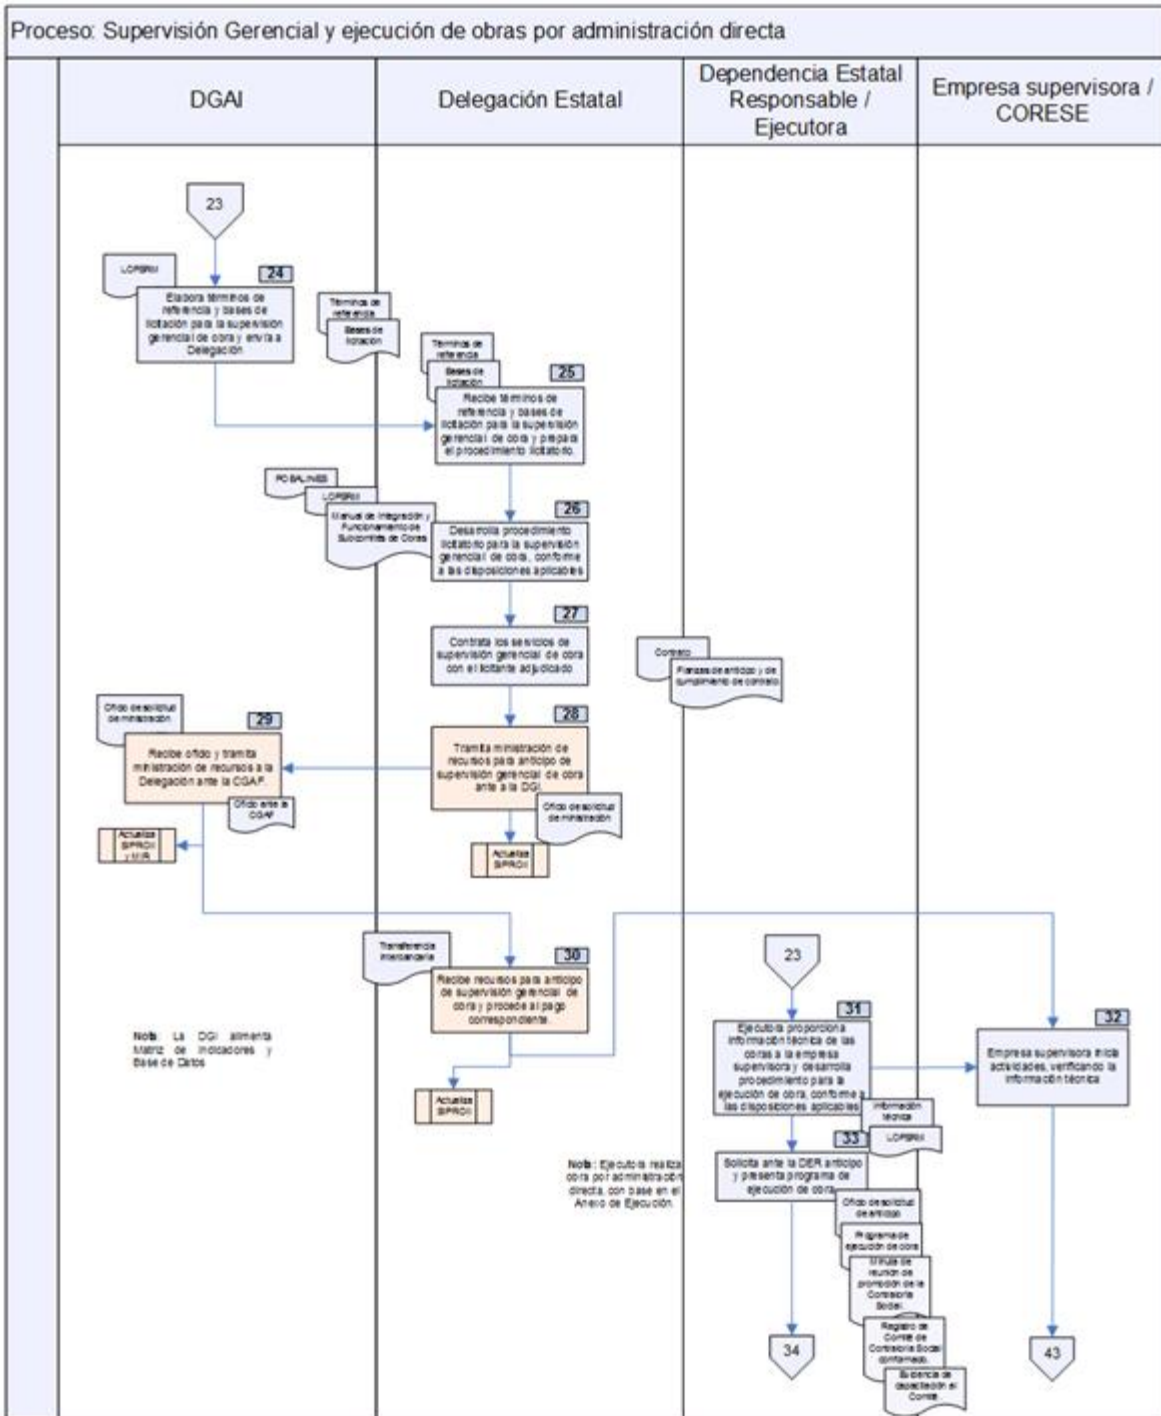 Proceso: Supervisión Gerencial y ejecución de obras por administración directa
DGAI
Delegación Estatal
Dependencia Estatal
Responsable /
Ejecutora
Empresa supervisora /
CORESE
23
LOPSRM
24
Elabora términos de
referencia y bases de
licitación para la supervisión
gerencial de obra y envía a
Delegación
Términos de
referencia
Bases de
licitación
Términos de
referencia
Bases de
licitación
25
Recibe términos de
referencia y bases de
licitación para la supervisión
gerencial de obra y prepara
el procedimiento licitatorio.
POBALINES
LOPSRM
Manual de Integración y
Funcionamiento de
Subcomités de Obras
26
Desarrolla procedimiento
licitatorio para la supervisión
gerencial de obra, conforme
a las disposiciones aplicables
27
Contrata los servicios de
supervisión gerencial de obra
con el licitante adjudicado
Contrato
Fianzas de anticipo y de
cumplimiento de contrato.
28
Tramita ministración de
recursos para anticipo de
supervisión gerencial de obra
ante a la DGI.
Oficio de solicitud
de ministración
Actualiza
SIPROII
Oficio de solicitud
de ministración
29
Recibe oficio y tramita
ministración de recursos a la
Delegación ante la CGAF.
Oficio ante la
CGAF
Actualiza
SIPROII
y MIR
Transferencia
interbancaria
30
Recibe recursos para anticipo
de supervisión gerencial de
obra y procede al pago
correspondiente.
Actualiza
SIPROII
Nota: La DGI alimenta
Matriz de Indicadores y
Base de Datos
23
31
Ejecutora proporciona
información técnica de las
obras a la empresa
supervisora y desarrolla
procedimiento para la
ejecución de obra, conforme a
las disposiciones aplicables
Información
técnica
LOPSRM
32
Empresa supervisora inicia
actividades, verificando la
información técnica
33
Solicita ante la DER anticipo
y presenta programa de
ejecución de obra
Oficio de solicitud
de anticipo
Programa de
ejecución de obra
Minuta de
reunión de
promoción de la
Contraloría
Social.
Registro de
Comité de
Contraloría Social
conformado.
Evidencia de
capacitación al
Comité.
Nota: Ejecutora realiza
obra por administración
directa, con base en el
Anexo de Ejecución.
34
43